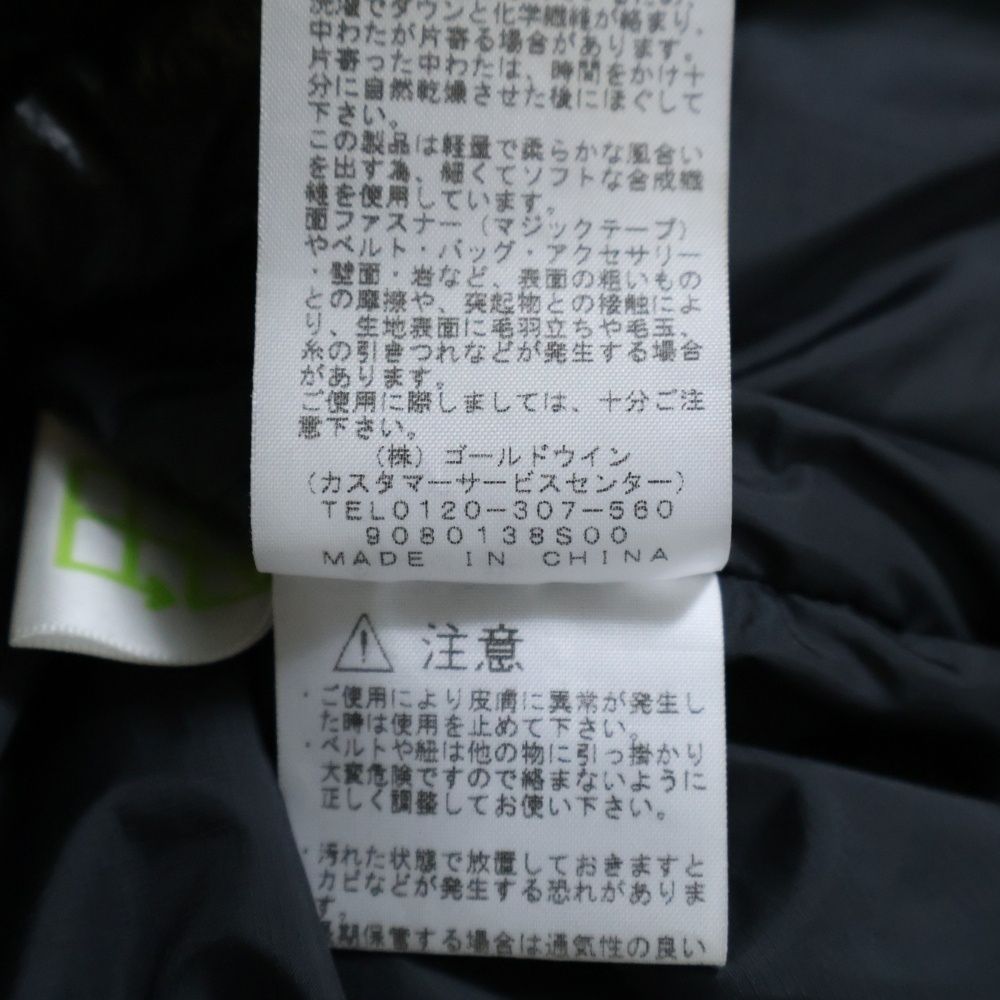 洗濯でダウンと化学繊維が絡まり、
中わたが片寄る場合があります。
片寄った中わたは、時間をかけ十
分に自然乾燥させた後にほぐして
下さい。
この製品は軽量で柔らかな風合い
を出す為、細くてソフトな合成繊
維を使用しています。
面ファスナー（マジックテープ）
やベルト・バッグ・アクセサリー
・壁面・岩など、表面の粗いもの
との摩擦や、突起物との接触によ
り、生地表面に毛羽立ちや毛玉、
糸の引きつれなどが発生する場合
があります。
ご使用に際しましては、十分ご注
意下さい。
（株）ゴールドウイン
（カスタマーサービスセンター）
TEL0120-307-560
9080138S00
MADE IN CHINA
注意
・ご使用により皮膚に異常が発生し
た時は使用を止めて下さい。
・ベルトや紐は他の物に引っ掛かり
大変危険ですので絡まないように
正しく調整してお使い下さい。
・汚れた状態で放置しておきますと
カビなどが発生する恐れがありま
す。
長期保管する場合は通気性の良い